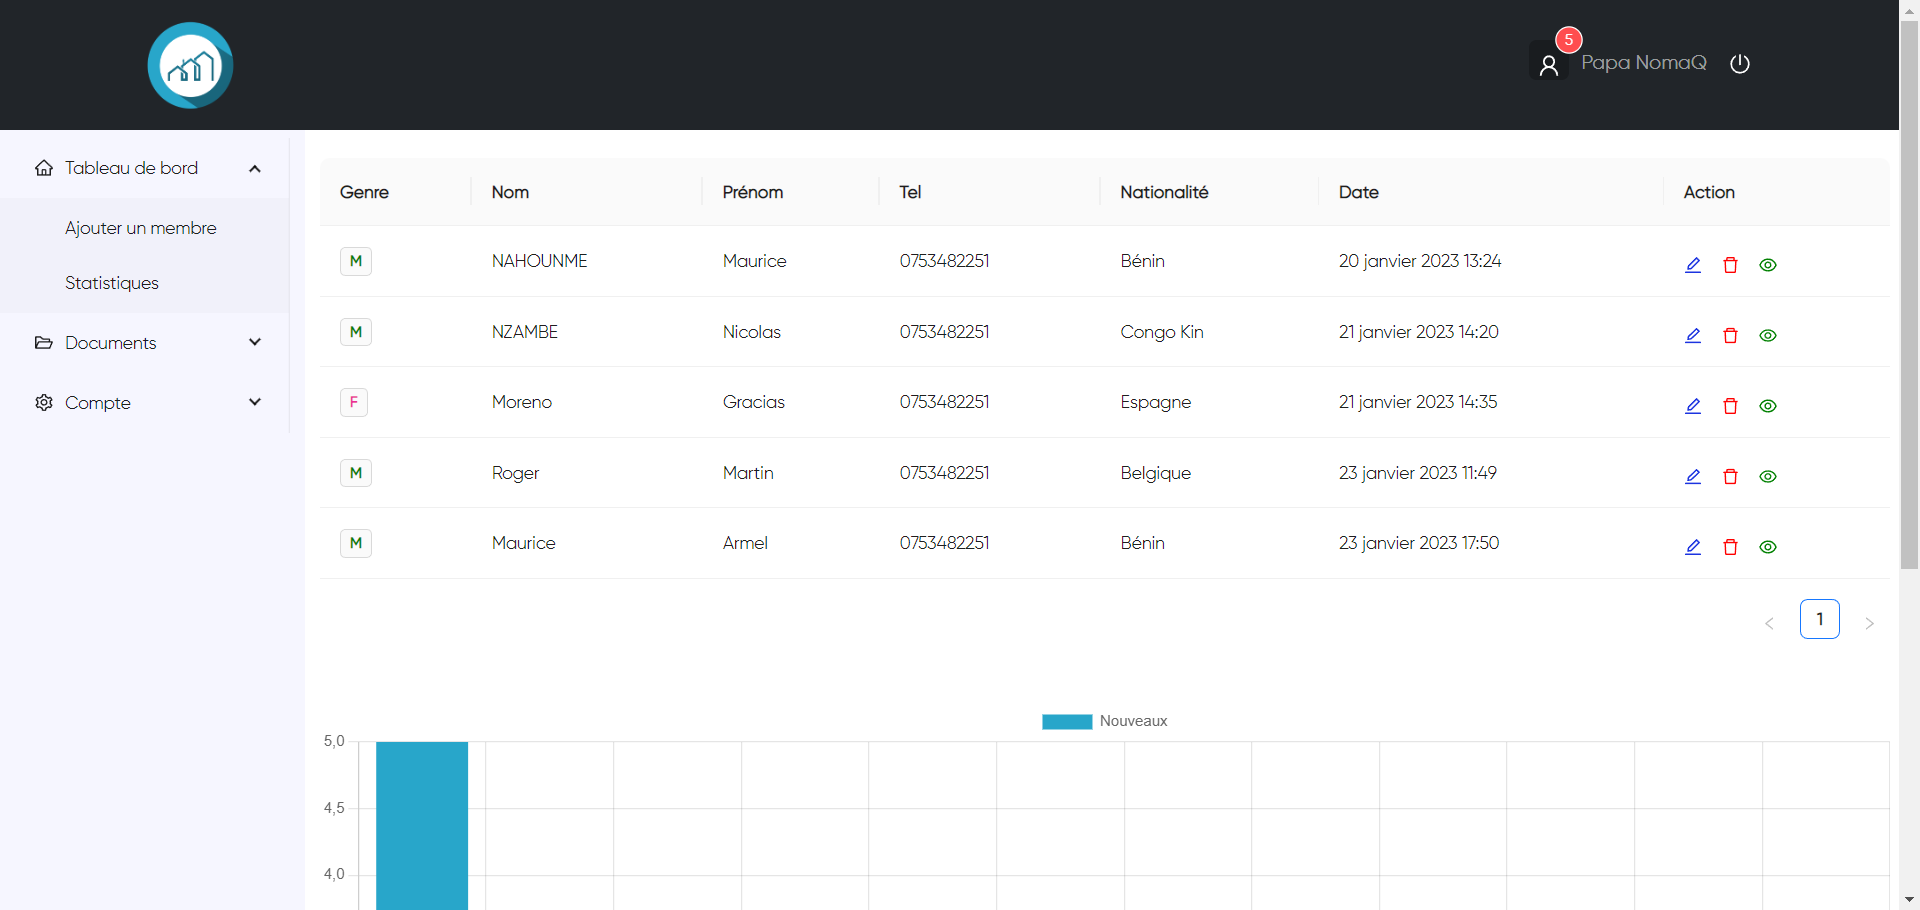 5
Papa NomaQ
Tableau de bord
Ajouter un membre
Statistiques
Documents
Compte
Genre Nom Prénom Tel Nationalité Date Action
M NAHOUNME Maurice 0753482251 Bénin 20 janvier 2023 13:24
M NZAMBE Nicolas 0753482251 Congo Kin 21 janvier 2023 14:20
F Moreno Gracias 0753482251 Espagne 21 janvier 2023 14:35
M Roger Martin 0753482251 Belgique 23 janvier 2023 11:49
M Maurice Armel 0753482251 Bénin 23 janvier 2023 17:50
< 1 >
Nouveaux
5,0
4,5
4,0